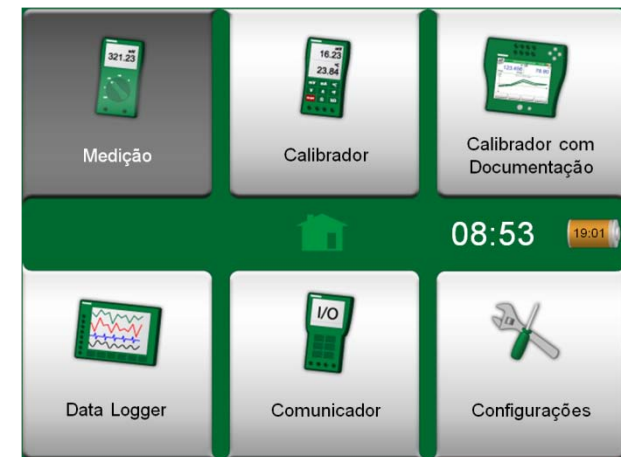 321.23
16.23
23.84
Medição
Calibrador
Calibrador com
Documentação
08:53
19:01
I/O
Data Logger
Comunicador
Configurações